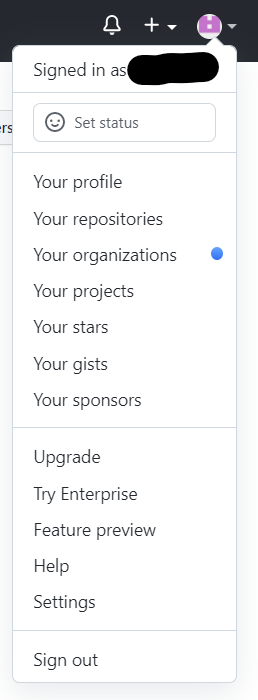 Signed in as
ers
Set status
Your profile
Your repositories
Your organizations
Your projects
Your stars
Your gists
Your sponsors
Upgrade
Try Enterprise
Feature preview
Help
Settings
Sign out